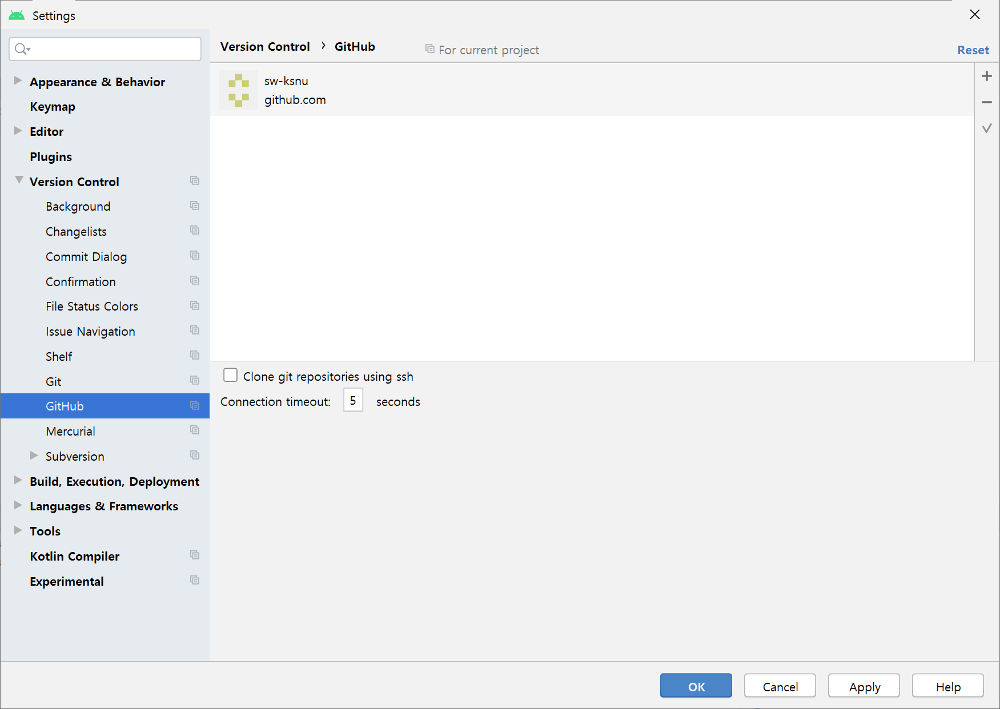 Settings
Version Control › GitHub
For current project
Reset
Appearance & Behavior
Keymap
Editor
Plugins
Version Control
Background
Changelists
Commit Dialog
Confirmation
File Status Colors
Issue Navigation
Shelf
Git
GitHub
Mercurial
Subversion
Build, Execution, Deployment
Languages & Frameworks
Tools
Kotlin Compiler
Experimental
sw-ksnu
github.com
Clone git repositories using ssh
Connection timeout: 5 seconds
OK
Cancel
Apply
Help